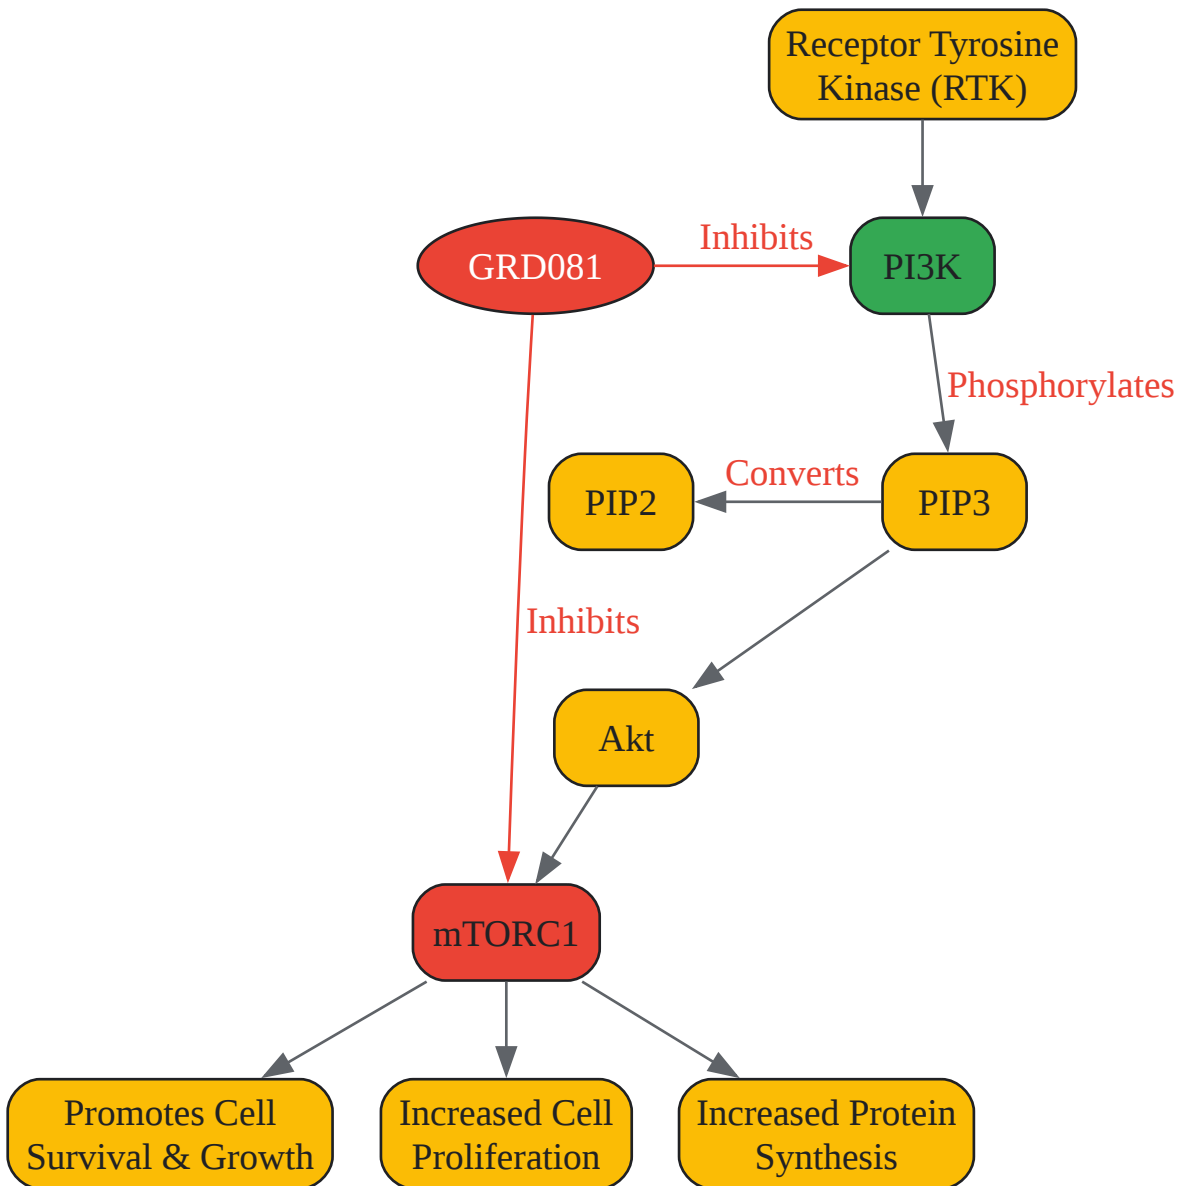 Receptor Tyrosine
Kinase (RTK)
Inhibits
GRD081
PI3K
Phosphorylates
Converts
PIP2
PIP3
Inhibits
Akt
mTORC1
Promotes Cell
Survival & Growth
Increased Cell
Proliferation
Increased Protein
Synthesis